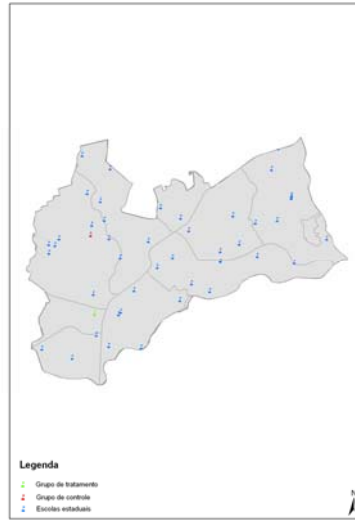 Legenda
Grupo de tratamento
Grupo de controle
Escolas estaduais
N